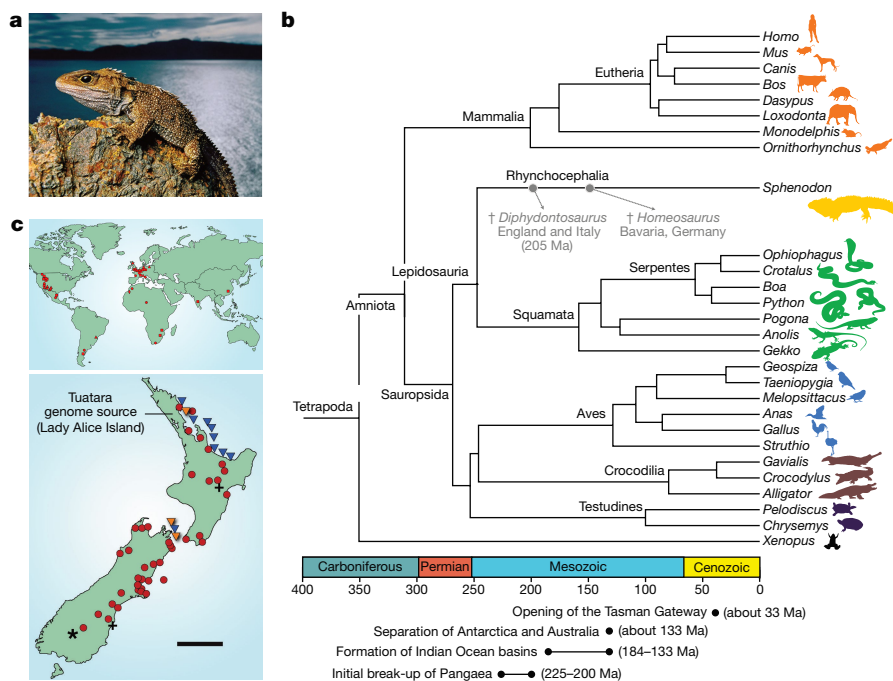 a
b
c
Tuatara
genome source
(Lady Alice Island)
Homo
Mus
Canis
Eutheria
Bos
Dasypus
Mammalia
Loxodonta
Monodelphis
Ornithorhynchus
Rhynchocephalia
Sphenodon
† Diphydontosaurus
England and Italy
(205 Ma)
† Homeosaurus
Bavaria, Germany
Lepidosauria
Ophiophagus
Serpentes
Crotalus
Boa
Amniota
Python
Squamata
Pogona
Anolis
Gekko
Geospiza
Taeniopygia
Sauropsida
Melopsittacus
Tetrapoda
Aves
Anas
Gallus
Struthio
Gavialis
Crocodilia
Crocodylus
Alligator
Testudines
Pelodiscus
Chrysemys
Xenopus
Carboniferous Permian Mesozoic Cenozoic
400 350 300 250 200 150 100 50 0
Opening of the Tasman Gateway (about 33 Ma)
Separation of Antarctica and Australia (about 133 Ma)
Formation of Indian Ocean basins (184–133 Ma)
Initial break-up of Pangaea (225–200 Ma)